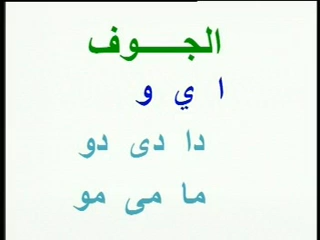 الجـــوف
ا ي و
دا دى دو
ما مى مو